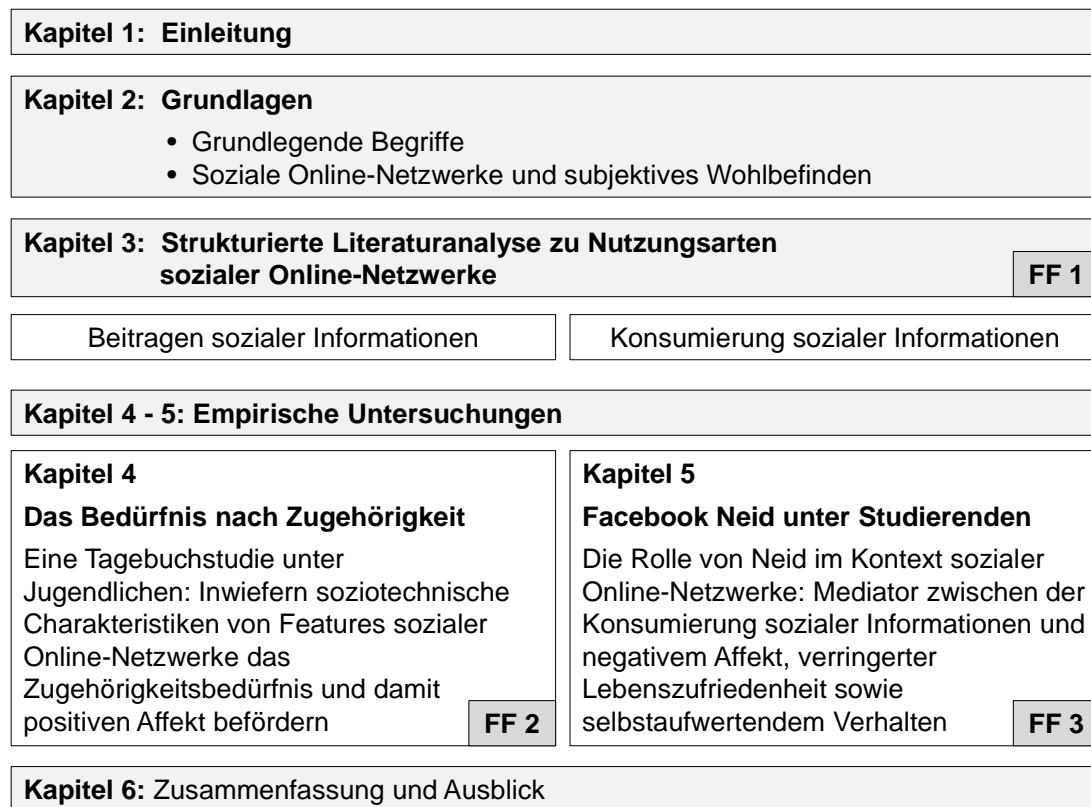 Kapitel 1: Einleitung
Kapitel 2: Grundlagen
• Grundlegende Begriffe
• Soziale Online-Netzwerke und subjektives Wohlbefinden
Kapitel 3: Strukturierte Literaturanalyse zu Nutzungsarten
sozialer Online-Netzwerke
FF 1
Beitragen sozialer Informationen
Konsumierung sozialer Informationen
Kapitel 4 - 5: Empirische Untersuchungen
Kapitel 4
Das Bedürfnis nach Zugehörigkeit
Eine Tagebuchstudie unter
Jugendlichen: Inwiefern soziotechnische
Charakteristiken von Features sozialer
Online-Netzwerke das
Zugehörigkeitsbedürfnis und damit
positiven Affekt befördern
FF 2
Kapitel 5
Facebook Neid unter Studierenden
Die Rolle von Neid im Kontext sozialer
Online-Netzwerke: Mediator zwischen der
Konsumierung sozialer Informationen und
negativem Affekt, verringerter
Lebenszufriedenheit sowie
selbstaufwertendem Verhalten
FF 3
Kapitel 6: Zusammenfassung und Ausblick